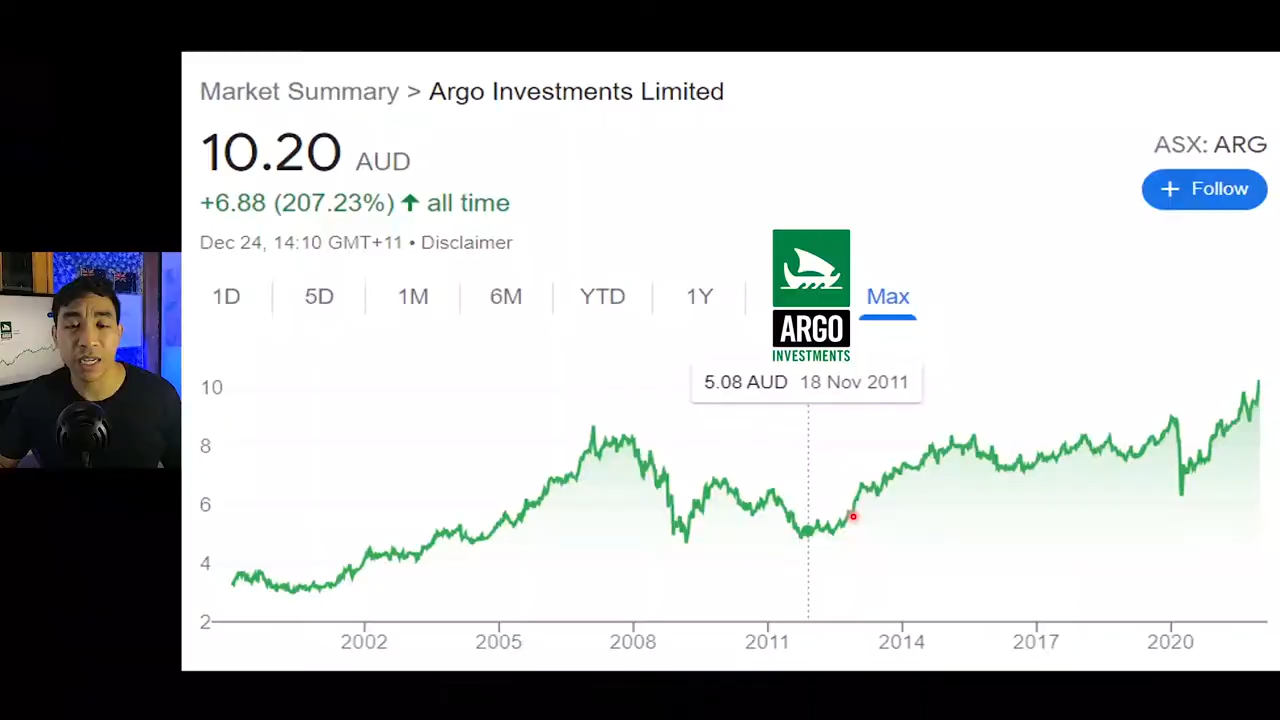 Market Summary > Argo Investments Limited
10.20 AUD
ASX: ARG
+6.88 (207.23%) ↑ all time
+ Follow
Dec 24, 14:10 GMT+11 • Disclaimer
1D 5D 1M 6M YTD 1Y Max
ARGO
INVESTMENTS
5.08 AUD 18 Nov 2011
10
8
6
4
2
2002 2005 2008 2011 2014 2017 2020